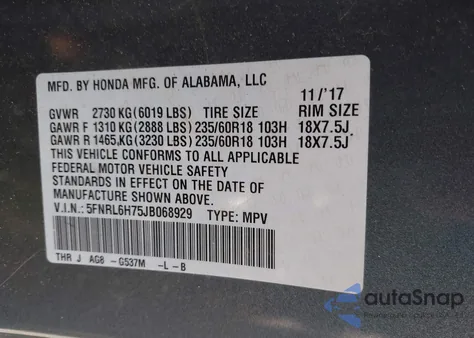 MFD. BY HONDA MFG. OF ALABAMA, LLC 11/'17
GVWR 2730 KG(6019 LBS) TIRE SIZE RIM SIZE
GAWR F 1310 KG(2888 LBS) 235/60R18 103H 18X7.5J
GAWR R 1465 KG(3230 LBS) 235/60R18 103H 18X7.5J
THIS VEHICLE CONFORMS TO ALL APPLICABLE
FEDERAL MOTOR VEHICLE SAFETY
STANDARDS IN EFFECT ON THE DATE OF
MANUFACTURE SHOWN ABOVE.
V.I.N.: 5FNRL6H75JB068929 TYPE: MPV
THR J AG8 -G537M -L-B
autoSnap